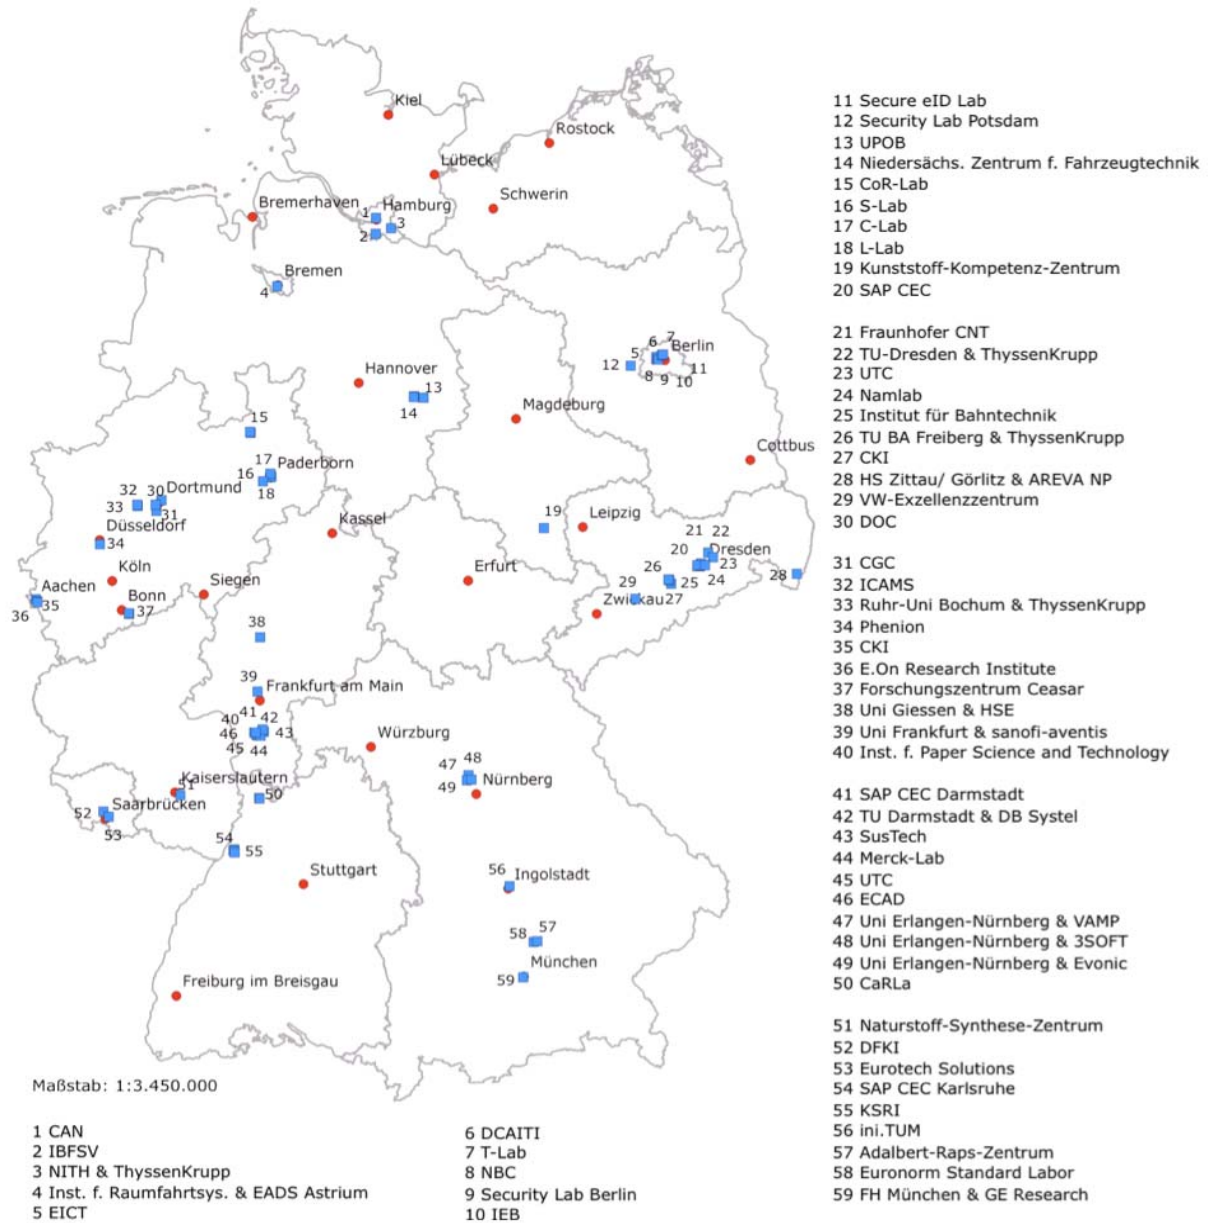 Kiel
Rostock
Lübeck
Schwerin
Bremerhaven
1 Hamburg
3
2
Bremen
4
6 7
5 Berlin
12
8 9 10 11
Hannover
13
14
Magdeburg
Cottbus
15
17 Paderborn
16
18
32 30 Dortmund
33 31
Düsseldorf
34
Kassel
19 Leipzig
21 22
20 Dresden
23
26 25 24
28
29
Zwickau 27
Köln
Siegen
Erfurt
Aachen
35
36
Bonn
37
38
39
Frankfurt am Main
41
40 42
46 43
45 44
Würzburg
47 48
Nürnberg
49
Kaiserslautern
51
50
Saarbrücken
52
53
54
55
Stuttgart
56
Ingolstadt
58 57
München
59
Freiburg im Breisgau
Maßstab: 1:3.450.000
1 CAN
2 IBFSV
3 NITH & ThyssenKrupp
4 Inst. f. Raumfahrtsys. & EADS Astrium
5 EICT
6 DCAITI
7 T-Lab
8 NBC
9 Security Lab Berlin
10 IEB
11 Secure eID Lab
12 Security Lab Potsdam
13 UPOB
14 Niedersächs. Zentrum f. Fahrzeugtechnik
15 CoR-Lab
16 S-Lab
17 C-Lab
18 L-Lab
19 Kunststoff-Kompetenz-Zentrum
20 SAP CEC
21 Fraunhofer CNT
22 TU-Dresden & ThyssenKrupp
23 UTC
24 Namlab
25 Institut für Bahntechnik
26 TU BA Freiberg & ThyssenKrupp
27 CKI
28 HS Zittau/ Görlitz & AREVA NP
29 VW-Exzellenzzentrum
30 DOC
31 CGC
32 ICAMS
33 Ruhr-Uni Bochum & ThyssenKrupp
34 Phenion
35 CKI
36 E.On Research Institute
37 Forschungszentrum Ceasar
38 Uni Giessen & HSE
39 Uni Frankfurt & sanofi-aventis
40 Inst. f. Paper Science and Technology
41 SAP CEC Darmstadt
42 TU Darmstadt & DB Systel
43 SusTech
44 Merck-Lab
45 UTC
46 ECAD
47 Uni Erlangen-Nürnberg & VAMP
48 Uni Erlangen-Nürnberg & 3SOFT
49 Uni Erlangen-Nürnberg & Evonic
50 CaRLa
51 Naturstoff-Synthese-Zentrum
52 DFKI
53 Eurotech Solutions
54 SAP CEC Karlsruhe
55 KSRI
56 ini.TUM
57 Adalbert-Raps-Zentrum
58 Euronorm Standard Labor
59 FH München & GE Research